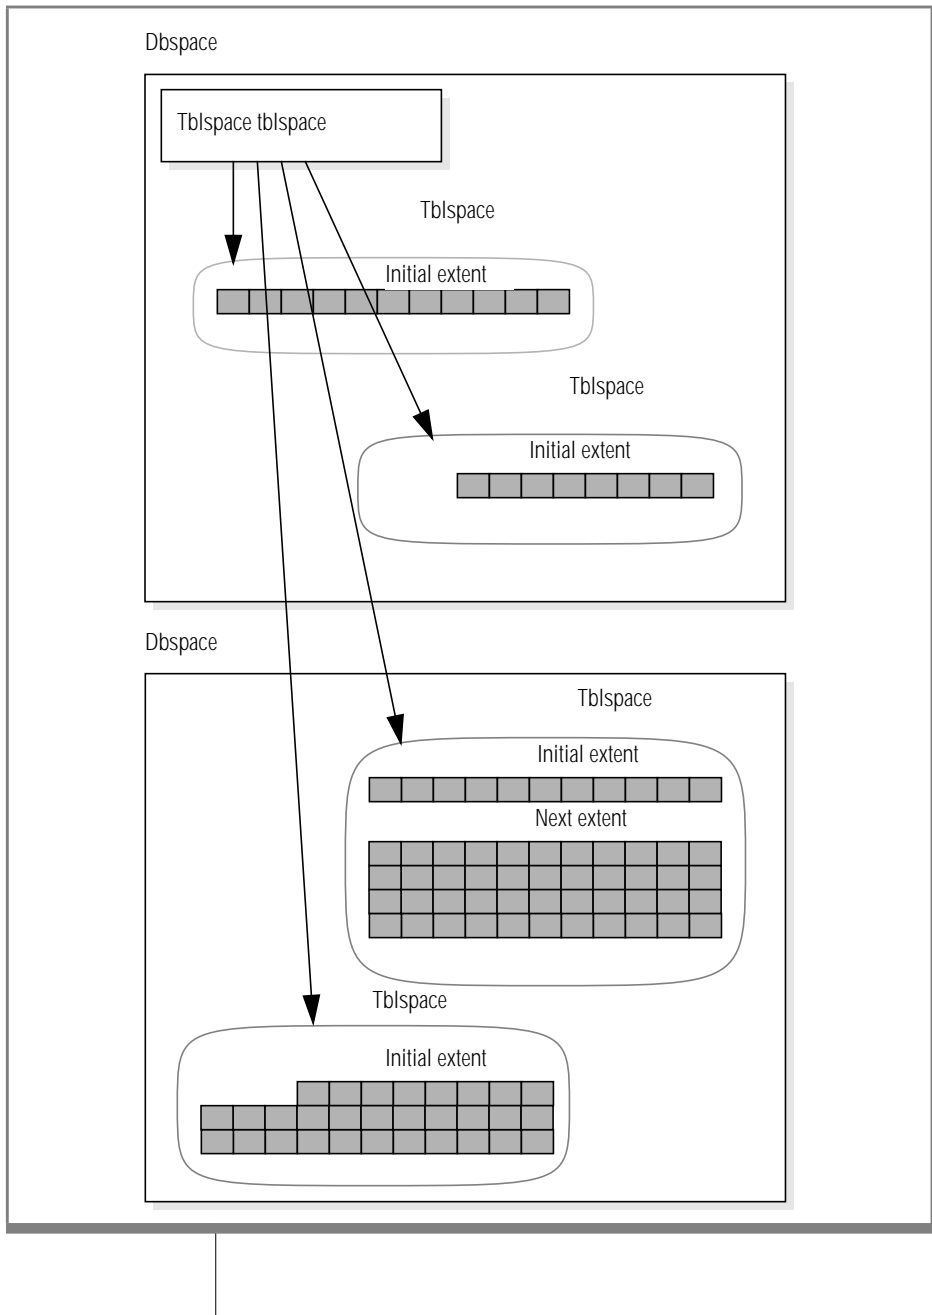 Dbspace
Tblspace tblspace
Tblspace
Initial extent
Tblspace
Initial extent
Dbspace
Tblspace
Initial extent
Next extent
Tblspace
Initial extent